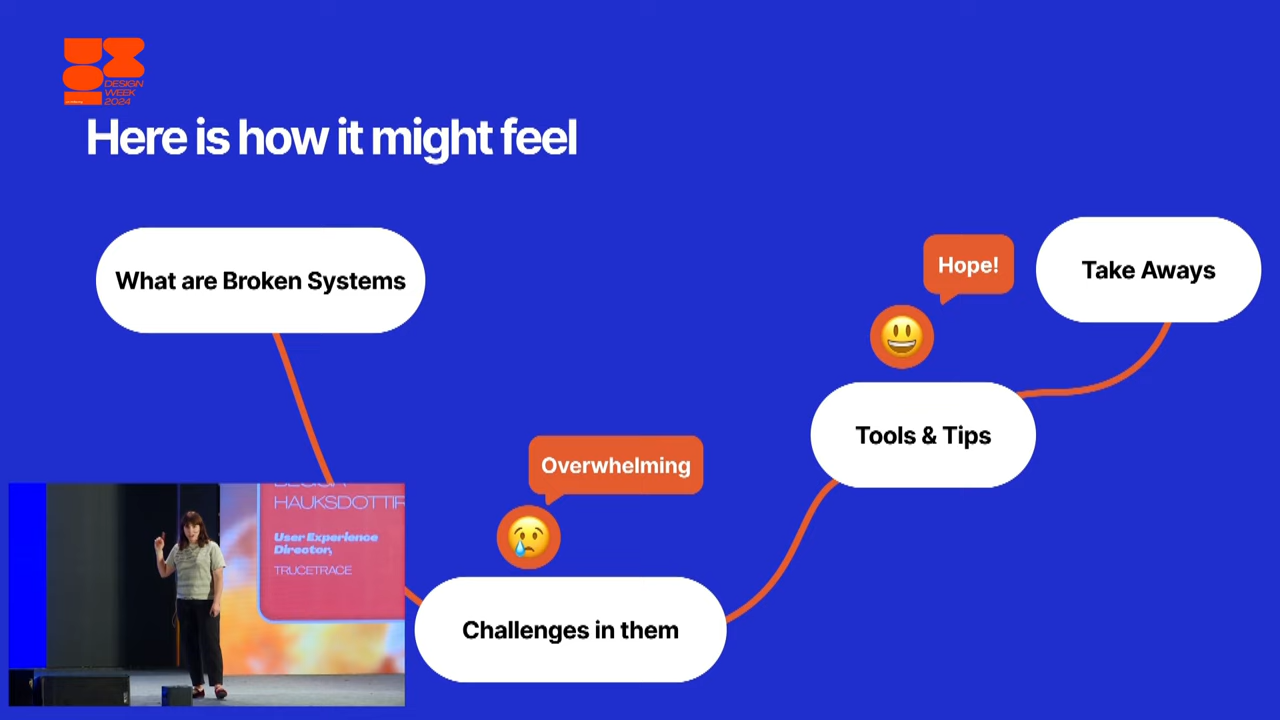 DESIGN
WEEK
2024
Here is how it might feel
What are Broken Systems
Hope!
Take Aways
Tools & Tips
Overwhelming
Challenges in them
HAUKSDOTTIR
User Experience
Director,
TRUCETRACE